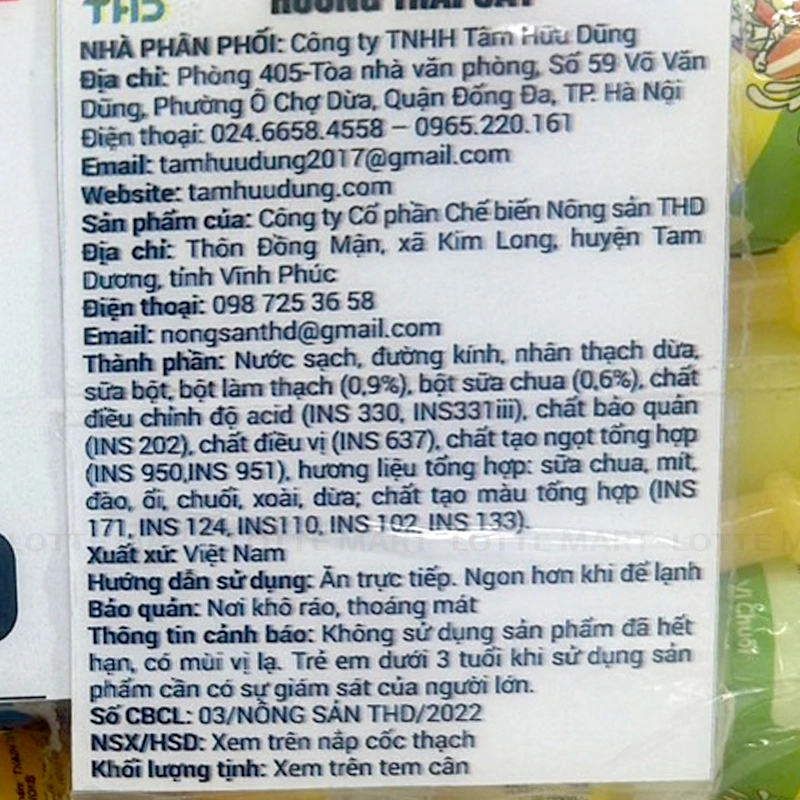 THD
HƯƠNG TRÁI CÂY
NHÀ PHÂN PHỐI: Công ty TNHH Tâm Hữu Dũng
Địa chỉ: Phòng 405-Tòa nhà văn phòng, Số 59 Võ Văn
Dũng, Phường Ô Chợ Dừa, Quận Đống Đa, TP. Hà Nội
Điện thoại: 024.6658.4558 – 0965.220.161
Email: tamhuudung2017@gmail.com
Website: tamhuudung.com
Sản phẩm của: Công ty Cổ phần Chế biến Nông sản THD
Địa chỉ: Thôn Đồng Mận, xã Kim Long, huyện Tam
Dương, tỉnh Vĩnh Phúc
Điện thoại: 098 725 36 58
Email: nongsanthd@gmail.com
Thành phần: Nước sạch, đường kính, nhân thạch dừa,
sữa bột, bột làm thạch (0,9%), bột sữa chua (0,6%), chất
điều chỉnh độ acid (INS 330, INS331iii), chất bảo quản
(INS 202), chất điều vị (INS 637), chất tạo ngọt tổng hợp
(INS 950,INS 951), hương liệu tổng hợp: sữa chua, mít,
đào, ổi, chuối, xoài, dừa; chất tạo màu tổng hợp (INS
171, INS 124, INS110, INS 102, INS 133).
LOTTE MART LOTTE MART LOTTE
Xuất xứ: Việt Nam
Hướng dẫn sử dụng: Ăn trực tiếp. Ngon hơn khi để lạnh
Bảo quản: Nơi khô ráo, thoáng mát
Thông tin cảnh báo: Không sử dụng sản phẩm đã hết
hạn, có mùi vị lạ. Trẻ em dưới 3 tuổi khi sử dụng sản
phẩm cần có sự giám sát của người lớn.
Số CBCL: 03/NÔNG SẢN THD/2022
NSX/HSD: Xem trên nắp cốc thạch
Khối lượng tịnh: Xem trên tem cân
Vị Chuối